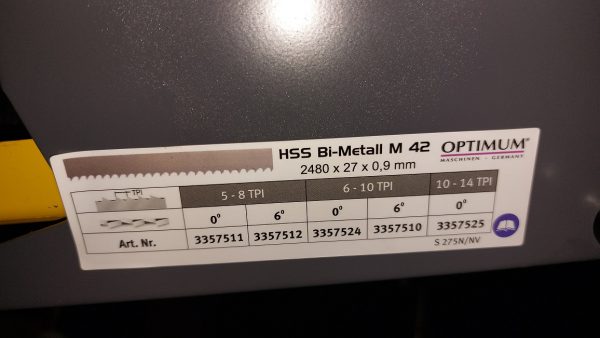 HSS Bi-Metall M 42 OPTIMUM®
MASCHINEN - GERMANY
2480 x 27 x 0,9 mm
TPI 5 - 8 TPI 6 - 10 TPI 10 - 14 TPI
0° 6° 0° 6° 0°
Art. Nr. 3357511 3357512 3357524 3357510 3357525
S 275N/NV